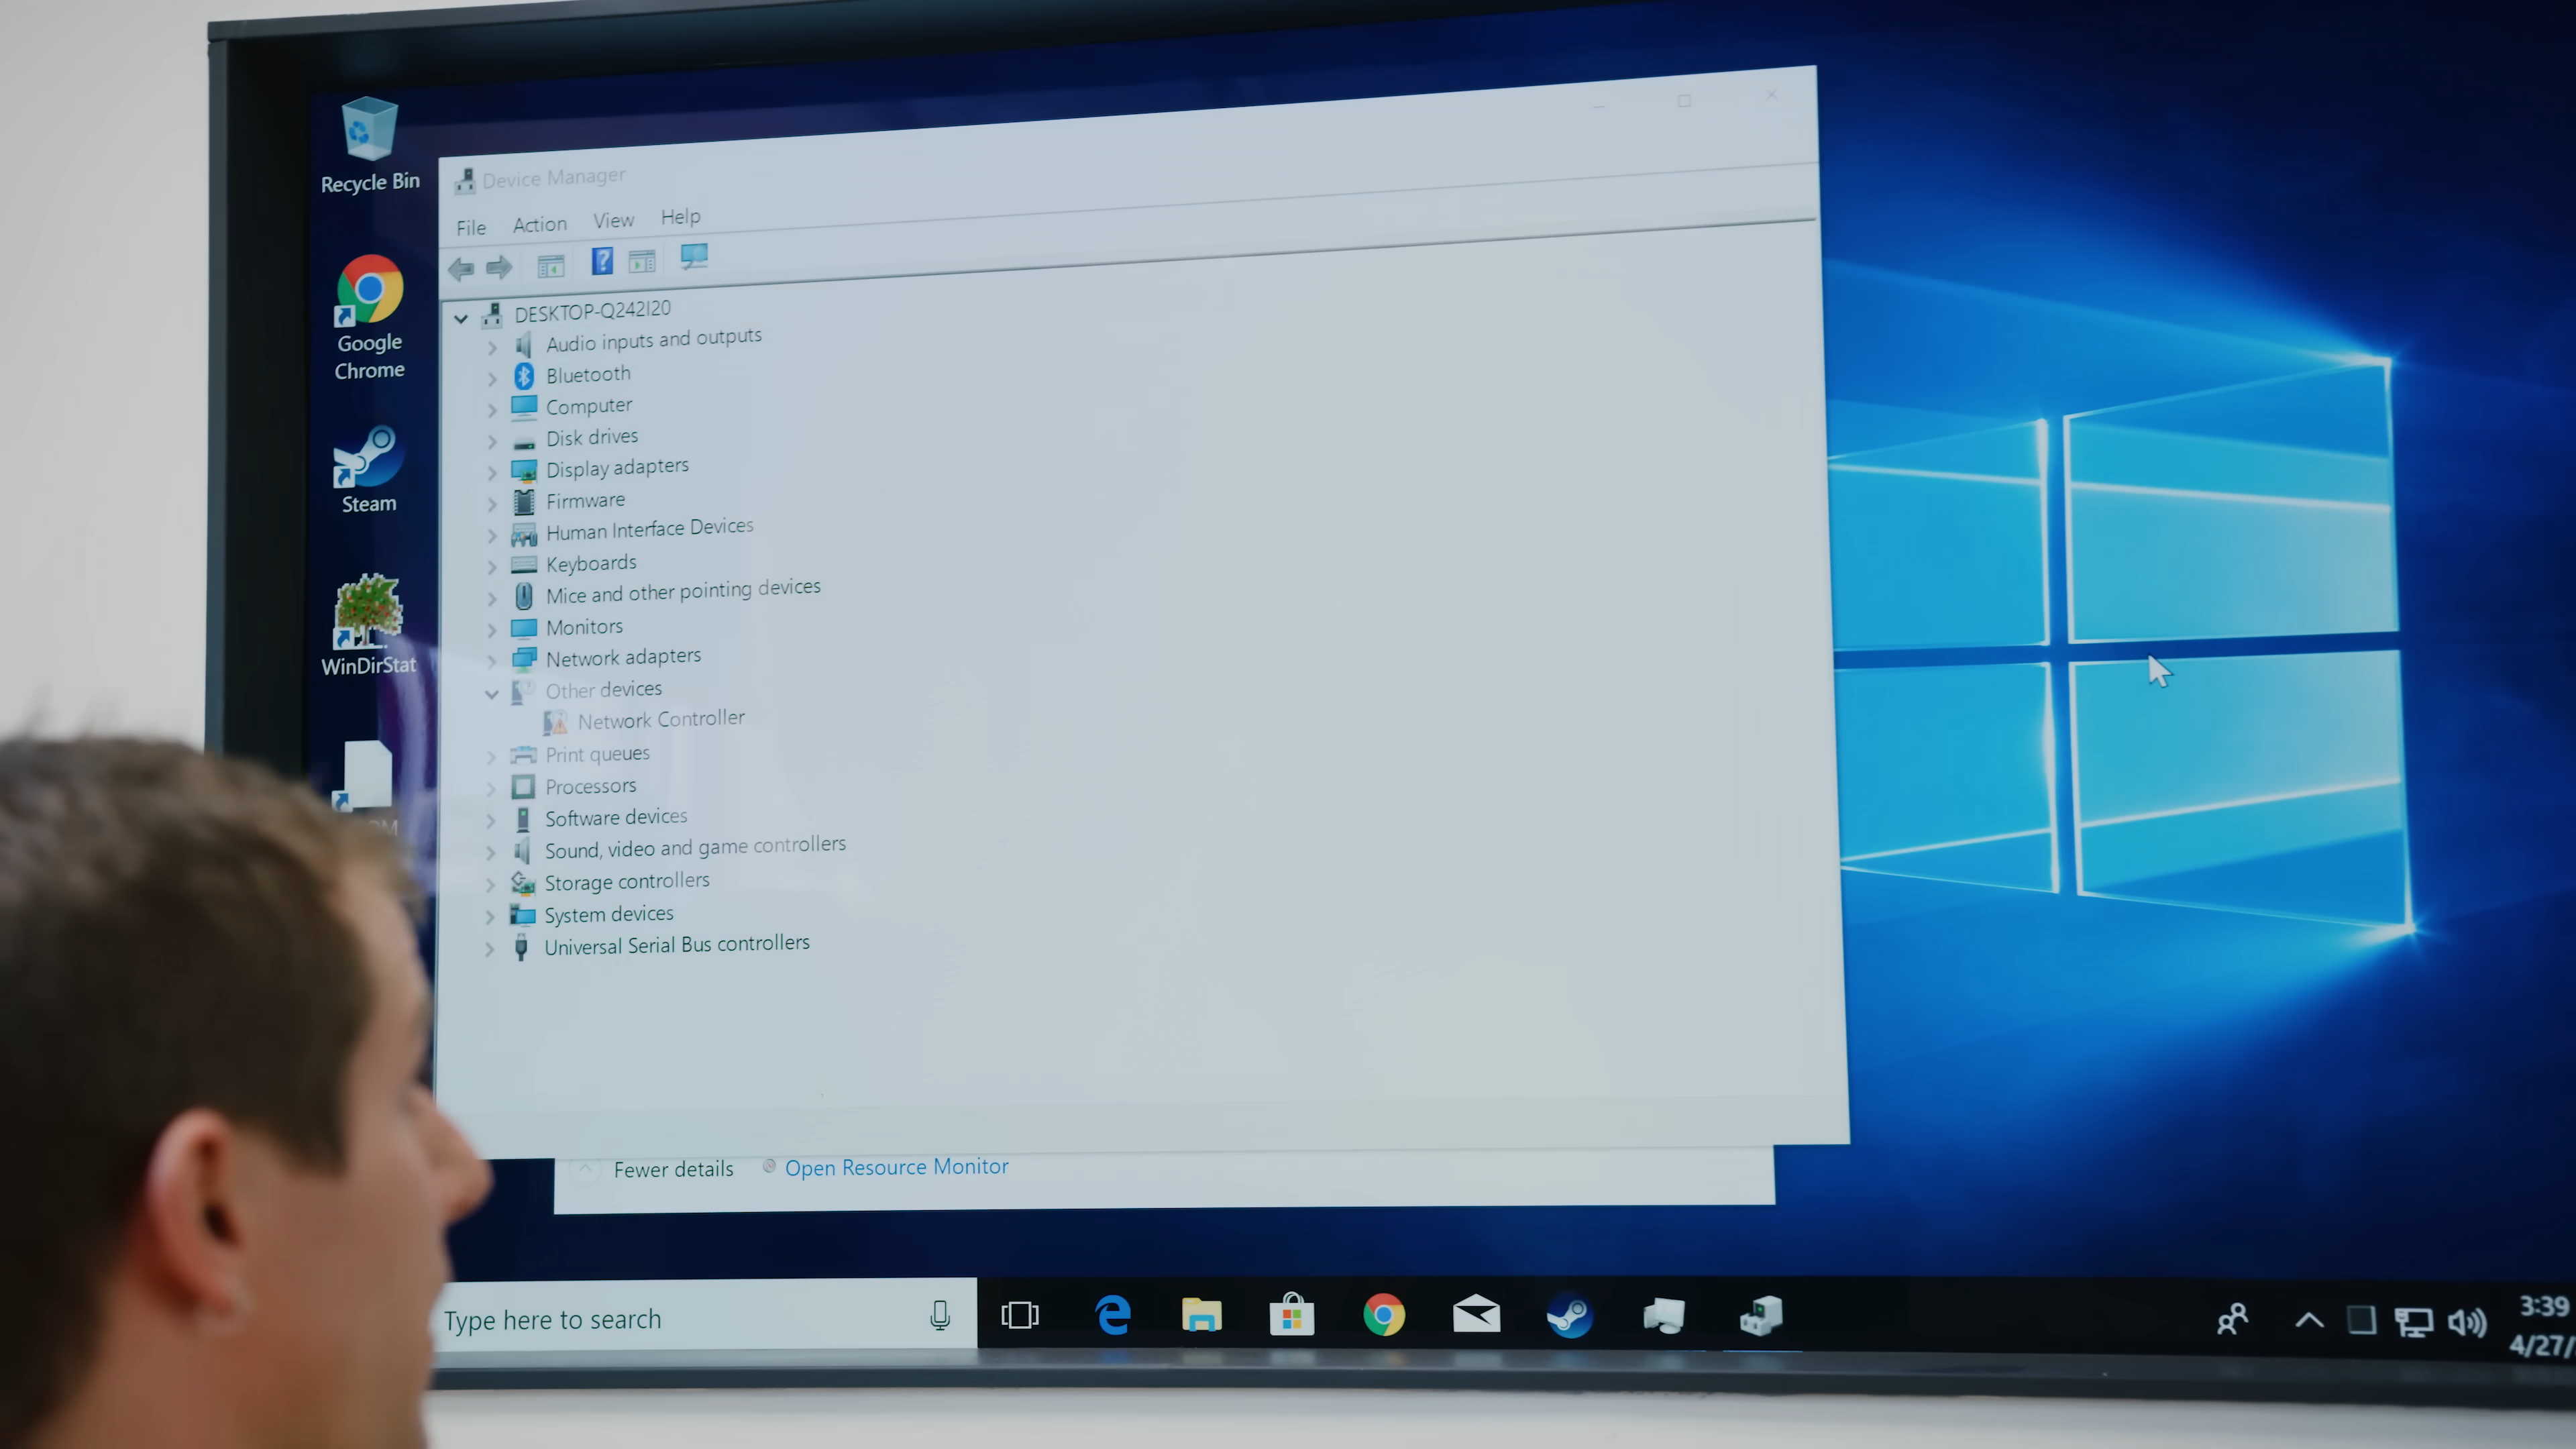 Recycle Bin
Google
Chrome
Steam
WinDirStat
Device Manager
File Action View Help
DESKTOP-Q242I20
Audio inputs and outputs
Bluetooth
Computer
Disk drives
Display adapters
Firmware
Human Interface Devices
Keyboards
Mice and other pointing devices
Monitors
Network adapters
Other devices
Network Controller
Print queues
Processors
Software devices
Sound, video and game controllers
Storage controllers
System devices
Universal Serial Bus controllers
Fewer details Open Resource Monitor
Type here to search
3:39
4/27/